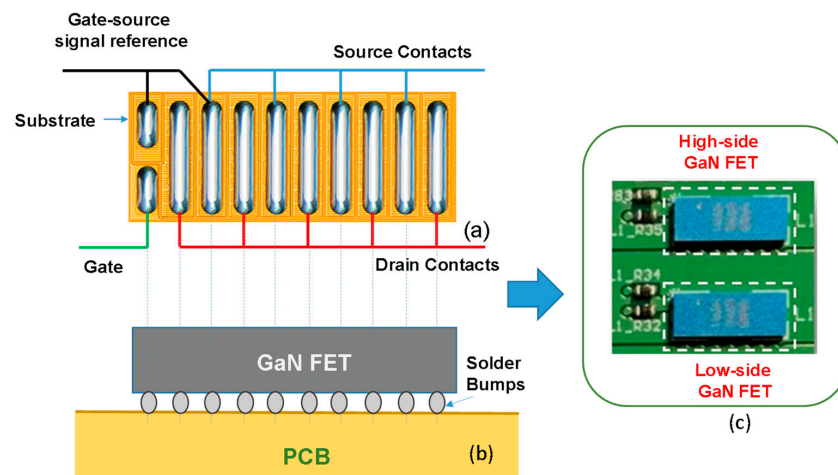 Gate-source
signal reference
Source Contacts
Substrate
(a)
Gate
Drain Contacts
GaN FET
Solder
Bumps
PCB
(b)
High-side
GaN FET
R35
R34
R32
L1
Low-side
GaN FET
(c)